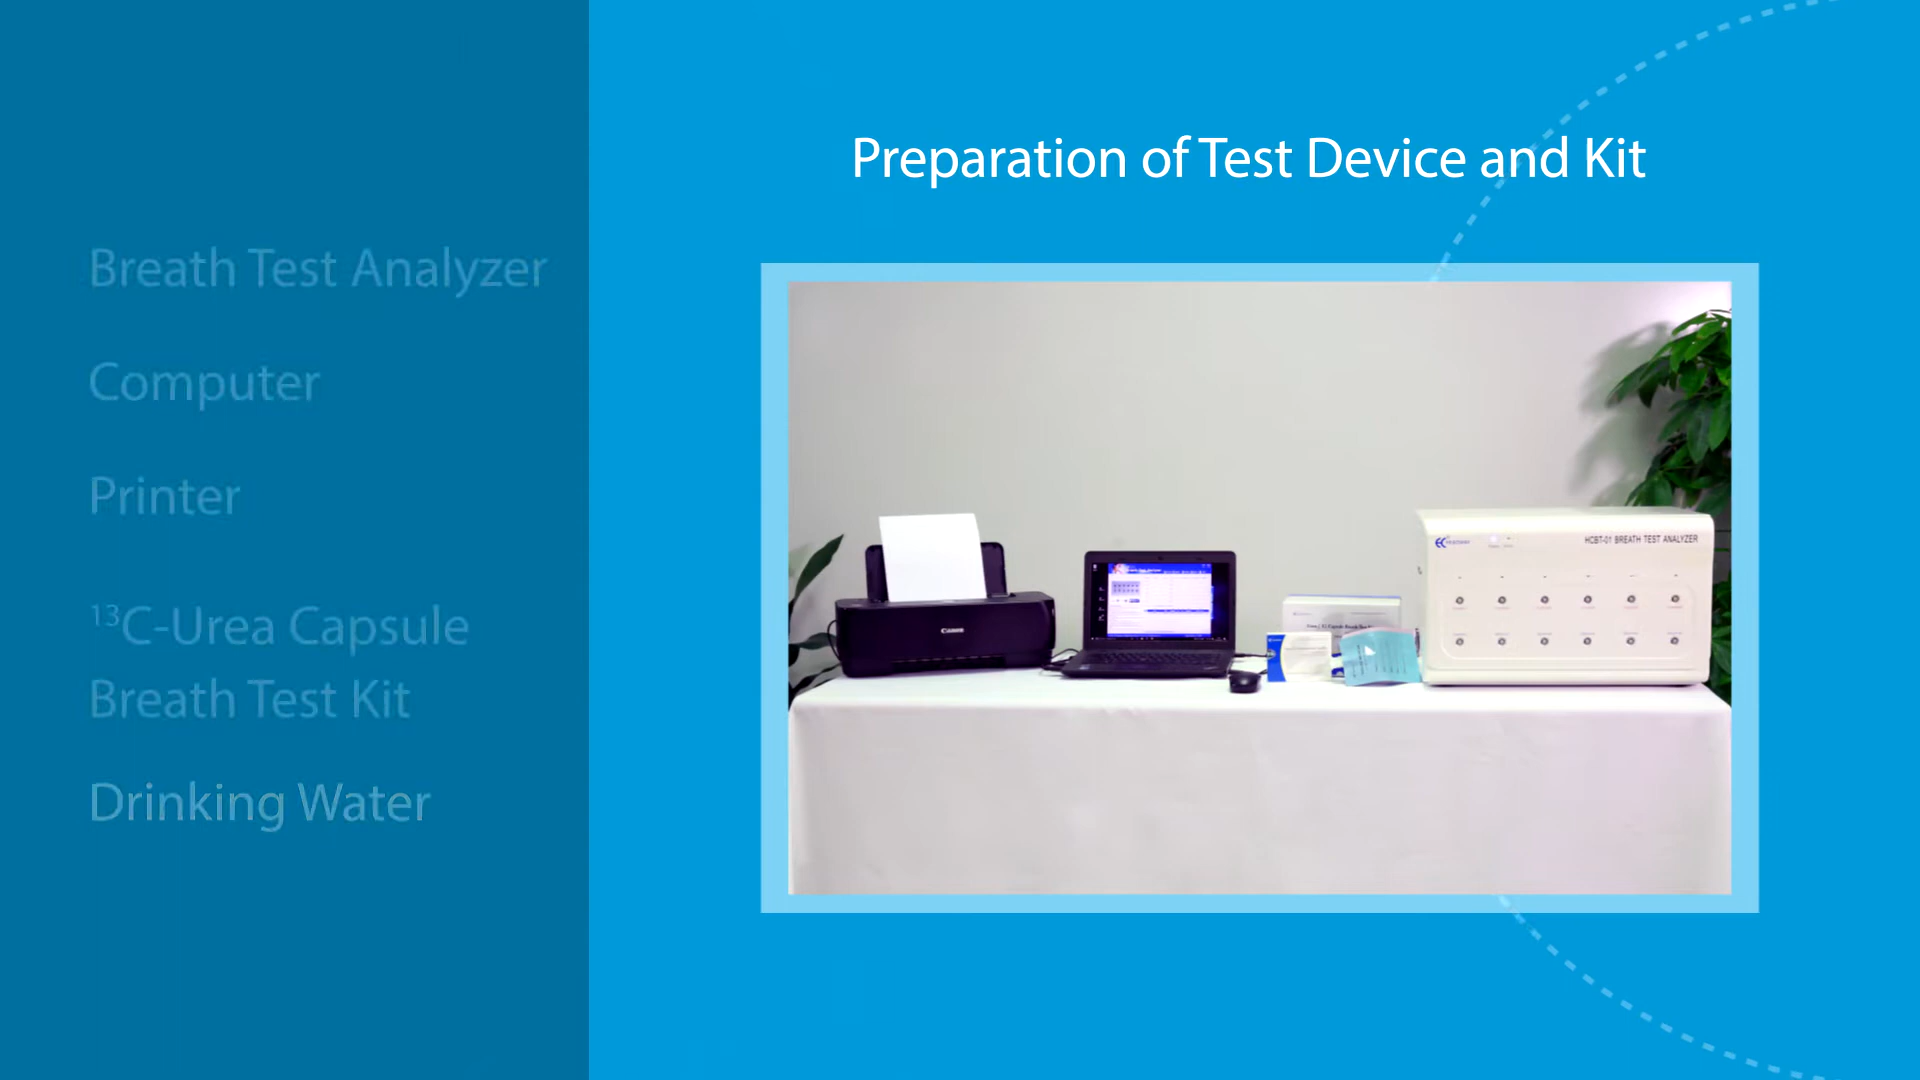 Preparation of Test Device and Kit
Breath Test Analyzer
Computer
Printer
¹³C-Urea Capsule
Breath Test Kit
Drinking Water
Canon
HCBT-01 BREATH TEST ANALYZER